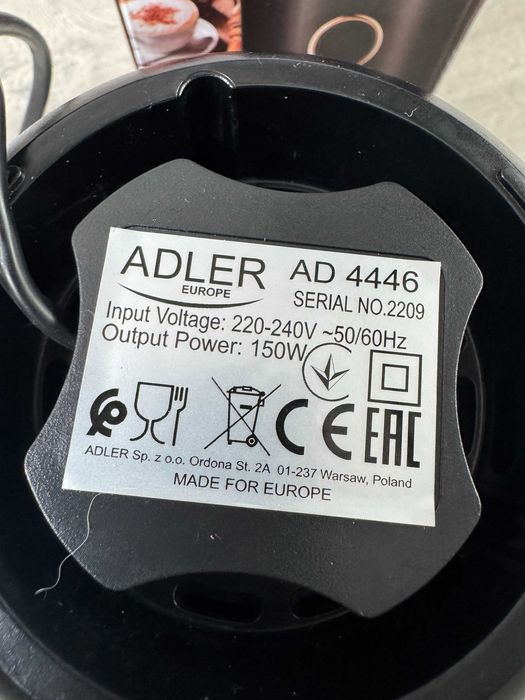 ADLER
EUROPE
AD 4446
SERIAL NO.2209
Input Voltage: 220-240V ~50/60Hz
Output Power: 150W
CE EAC
ADLER Sp. z o.o. Ordona St. 2A 01-237 Warsaw, Poland
MADE FOR EUROPE